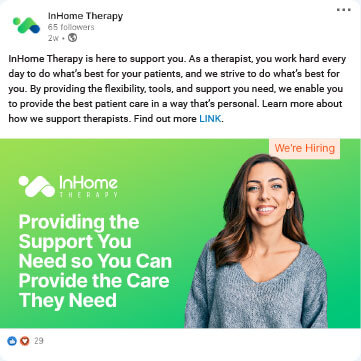 InHome Therapy
65 followers
2w •
InHome Therapy is here to support you. As a therapist, you work hard every
day to do what's best for your patients, and we strive to do what's best for
you. By providing the flexibility, tools, and support you need, we enable you
to provide the best patient care in a way that's personal. Learn more about
how we support therapists. Find out more LINK.
We're Hiring
InHome
THERAPY
Providing the
Support You
Need so You Can
Provide the Care
They Need
29